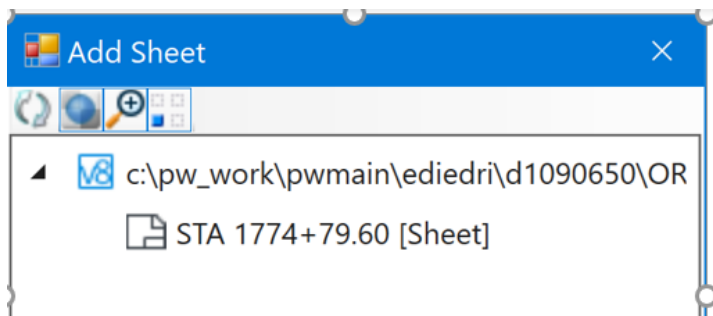 Add Sheet
V8 c:\pw_work\pwmain\ediedri\d1090650\OR
STA 1774+79.60 [Sheet]